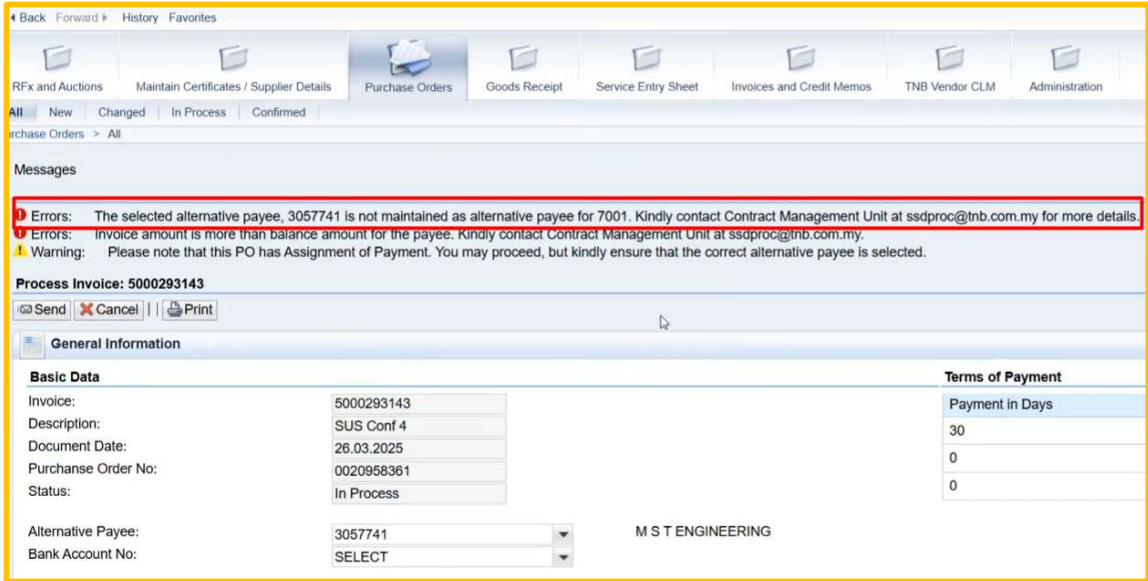 Back Forward History Favorites
RFx and Auctions Maintain Certificates / Supplier Details Purchase Orders Goods Receipt Service Entry Sheet Invoices and Credit Memos TNB Vendor CLM Administration
All New Changed In Process Confirmed
rchase Orders > All
Messages
Errors: The selected alternative payee, 3057741 is not maintained as alternative payee for 7001. Kindly contact Contract Management Unit at ssdproc@tnb.com.my for more details.
Errors: Invoice amount is more than balance amount for the payee. Kindly contact Contract Management Unit at ssdproc@tnb.com.my.
Warning: Please note that this PO has Assignment of Payment. You may proceed, but kindly ensure that the correct alternative payee is selected.
Process Invoice: 5000293143
Send Cancel | | Print
General Information
Basic Data
Invoice: 5000293143
Description: SUS Conf 4
Document Date: 26.03.2025
Purchanse Order No: 0020958361
Status: In Process
Alternative Payee: 3057741 M S T ENGINEERING
Bank Account No: SELECT
Terms of Payment
Payment in Days
30
0
0